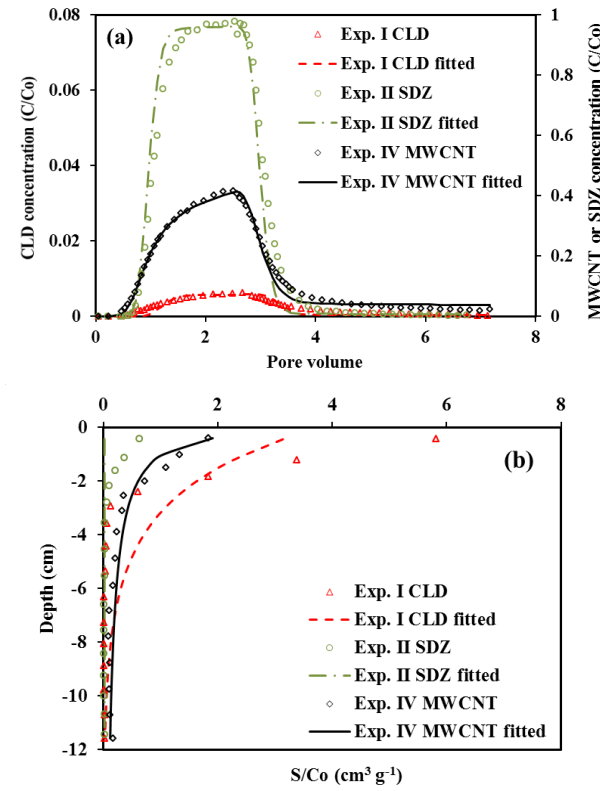 0.08
0.06
0.04
0.02
0
CLD concentration (C/Co)
(a)
Exp. I CLD
Exp. I CLD fitted
Exp. II SDZ
Exp. II SDZ fitted
Exp. IV MWCNT
Exp. IV MWCNT fitted
1
0.8
0.6
0.4
0.2
0
MWCNT or SDZ concentration (C/Co)
0 2 4 6 8
Pore volume
0 2 4 6 8
0
-2
-4
-6
-8
-10
-12
Depth (cm)
(b)
Exp. I CLD
Exp. I CLD fitted
Exp. II SDZ
Exp. II SDZ fitted
Exp. IV MWCNT
Exp. IV MWCNT fitted
S/Co (cm³ g⁻¹)